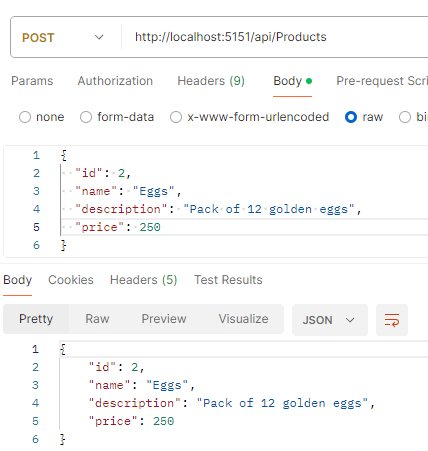 POST http://localhost:5151/api/Products
Params Authorization Headers (9) Body Pre-request Scri
none form-data x-www-form-urlencoded raw bi
1 {
2 "id": 2,
3 "name": "Eggs",
4 "description": "Pack of 12 golden eggs",
5 "price": 250
6 }
Body Cookies Headers (5) Test Results
Pretty Raw Preview Visualize JSON
1 {
2 "id": 2,
3 "name": "Eggs",
4 "description": "Pack of 12 golden eggs",
5 "price": 250
6 }